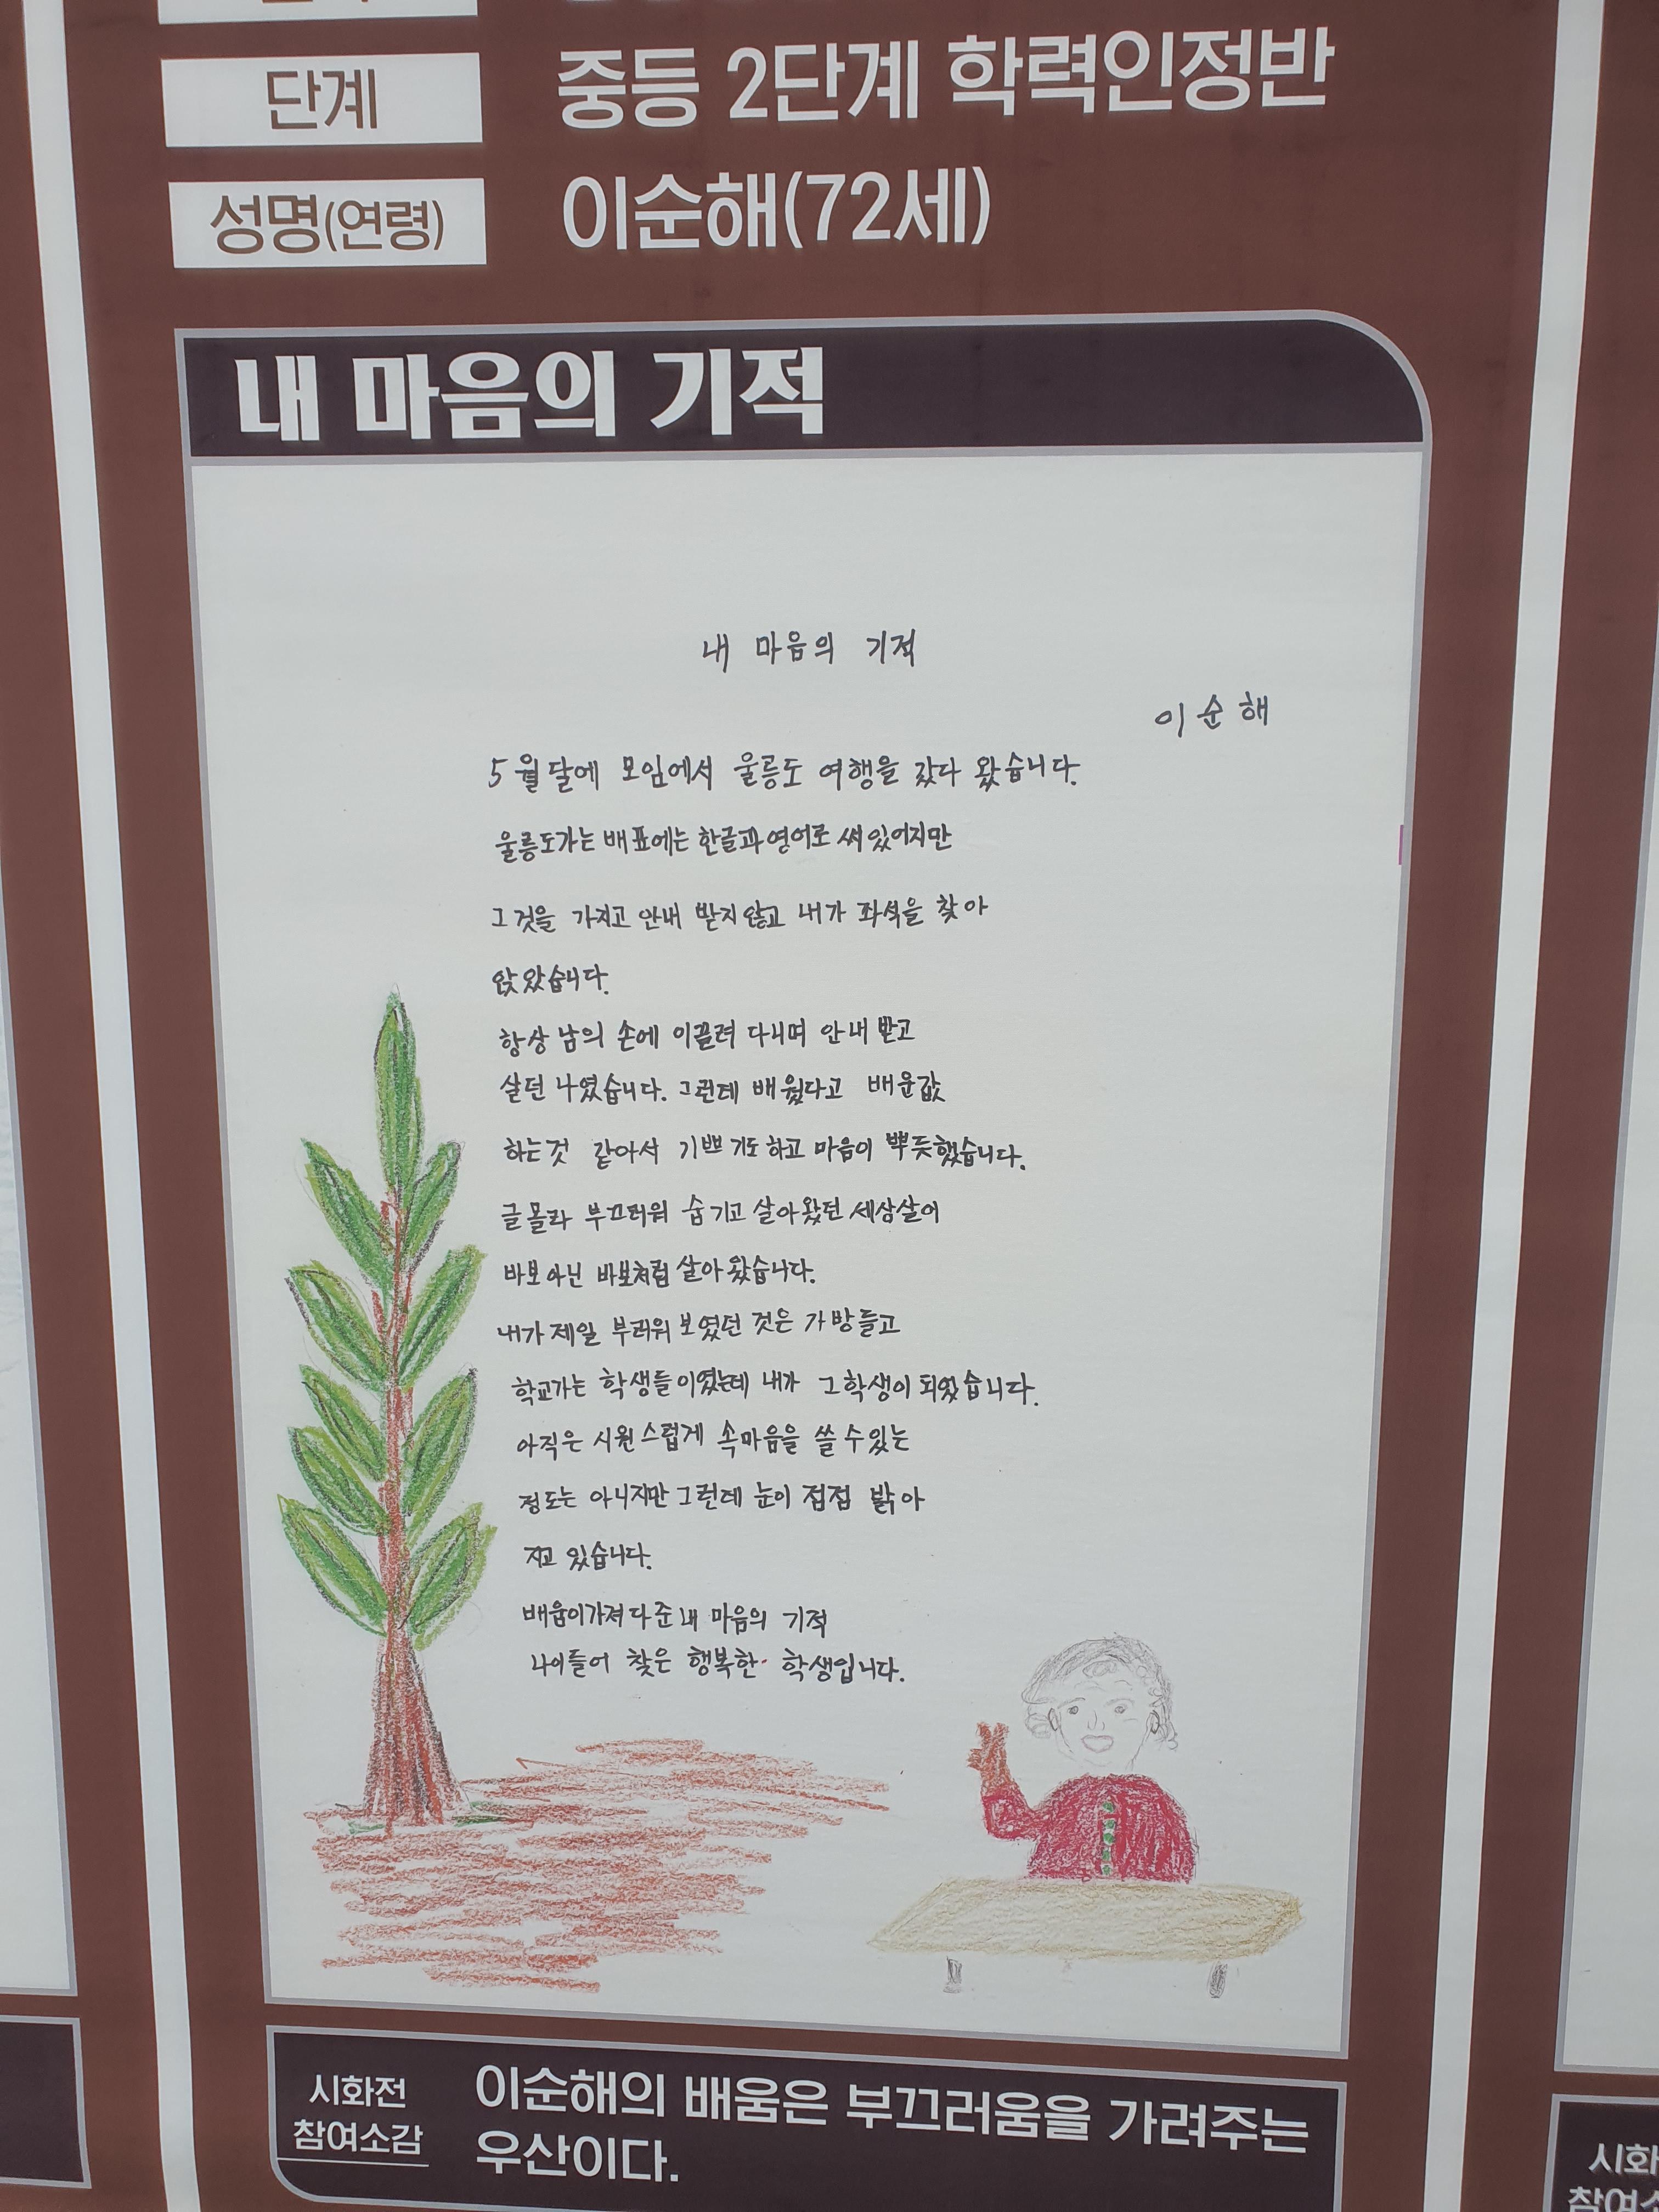 단계
중등 2단계 학력인정반
성명(연령)
이순해(72세)
내 마음의 기적
내 마음의 기적
이순해
5월달에 모임에서 울릉도 여행을 갔다 왔습니다.
울릉도가는 배표에는 한글과 영어로 써 있어지만
그것을 가지고 안내 받지 않고 내가 좌석을 찾아
앉았습니다.
항상 남의 손에 이끌려 다니며 안내 받고
살던 나였습니다. 그런데 배웠다고 배운값
하는것 같아서 기쁘기도 하고 마음이 뿌듯했습니다.
글 몰라 부끄러워 숨기고 살아왔던 세상살이
바보아닌 바보처럼 살아 왔습니다.
내가 제일 부러워 보였던 것은 가방들고
학교가는 학생들이였는데 내가 그학생이 되었습니다.
아직은 시원스럽게 속마음을 쓸 수 있는
정도는 아니지만 그런데 눈이 점점 밝아
지고 있습니다.
배움이가져다준 내 마음의 기적
나이들어 찾은 행복한 학생입니다.
시화전
참여소감
이순해의 배움은 부끄러움을 가려주는
우산이다.
시화